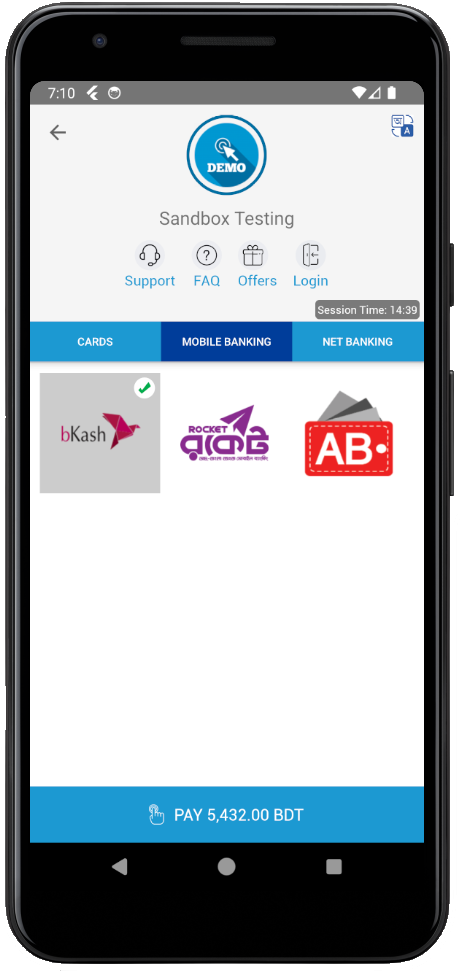 7:10
অ A
DEMO
Sandbox Testing
Support FAQ Offers Login
Session Time: 14:39
CARDS MOBILE BANKING NET BANKING
bKash
ROCKET
রকেট
AB
PAY 5,432.00 BDT